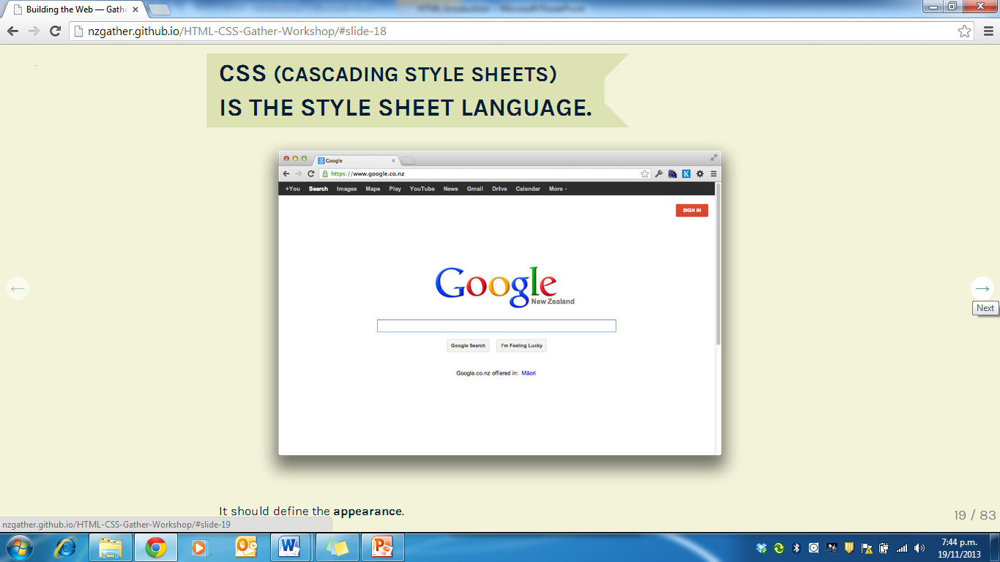 Building the Web — Gath
HTML Introduction - Microsoft PowerPoint
nzgather.github.io/HTML-CSS-Gather-Workshop/#slide-18
CSS (CASCADING STYLE SHEETS)
IS THE STYLE SHEET LANGUAGE.
Google
https://www.google.co.nz
+You Search Images Maps Play YouTube News Gmail Drive Calendar More
SIGN IN
Google
New Zealand
Google Search I'm Feeling Lucky
Google.co.nz offered in: Māori
Next
It should define the appearance.
19 / 83
nzgather.github.io/HTML-CSS-Gather-Workshop/#slide-19
7:44 p.m.
19/11/2013